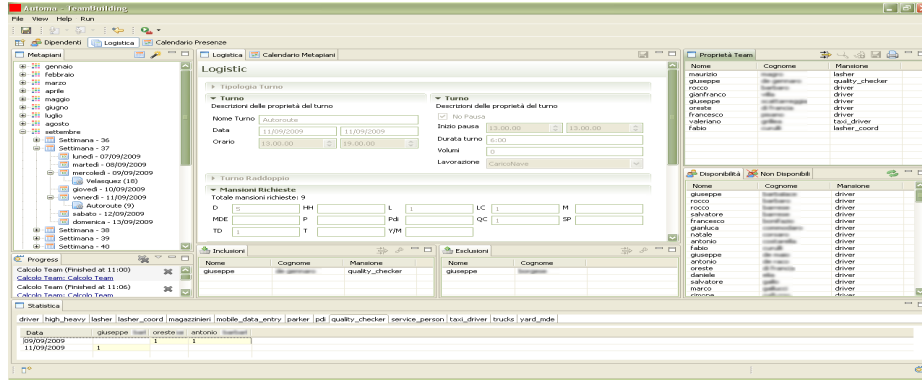 Automa - TeamBuilding
File View Help Run
Dipendenti Logistica Calendario Presenze
Metapiani
gennaio
febbraio
marzo
aprile
maggio
giugno
luglio
agosto
settembre
Settimana - 36
Settimana - 37
lunedì - 07/09/2009
martedì - 08/09/2009
mercoledì - 09/09/2009
Velasquez (18)
giovedì - 10/09/2009
venerdì - 11/09/2009
Autoroute (9)
sabato - 12/09/2009
domenica - 13/09/2009
Settimana - 38
Settimana - 39
Settimana - 40
Progress
Calcolo Team (Finished at 11:00)
Calcolo Team: Calcolo Team
Calcolo Team (Finished at 11:06)
Calcolo Team: Calcolo Team
Logistica Calendario Metapiani
Logistic
Tipologia Turno
Turno
Descrizioni delle proprietà del turno
Nome Turno Autoroute
Data 11/09/2009 11/09/2009
Orario 13.00.00 19.00.00
Turno
Descrizioni delle proprietà del turno
No Pausa
Inizio pausa 13.00.00 13.00.00
Durata turno 6:00
Volumi 0
Lavorazione CaricoNave
Turno Raddoppio
Mansioni Richieste
Totale mansioni richieste: 9
D 5 HH L 1 LC 1 M
MDE P Pdi QC 1 SP
TD 1 T Y/M
Inclusioni
Nome Cognome Mansione
giuseppe quality_checker
Esclusioni
Nome Cognome
giuseppe
Proprietà Team
Nome Cognome Mansione
maurizio lasher
giuseppe quality_checker
rocco driver
gianfranco driver
giuseppe driver
oreste driver
francesco driver
valeriano taxi_driver
fabio lasher_coord
Disponibilità Non Disponibili
Nome Cognome Mansione
giuseppe driver
rocco driver
rocco driver
salvatore driver
francesco driver
gianluca driver
natale driver
antonio driver
fabio driver
giuseppe driver
antonio driver
oreste driver
daniele driver
salvatore driver
marco driver
simone driver
Statistica
driver high_heavy lasher lasher_coord magazzinieri mobile_data_entry parker pdi quality_checker service_person taxi_driver trucks yard_mde
Data giuseppe oreste antonio
09/09/2009 1 1
11/09/2009 1